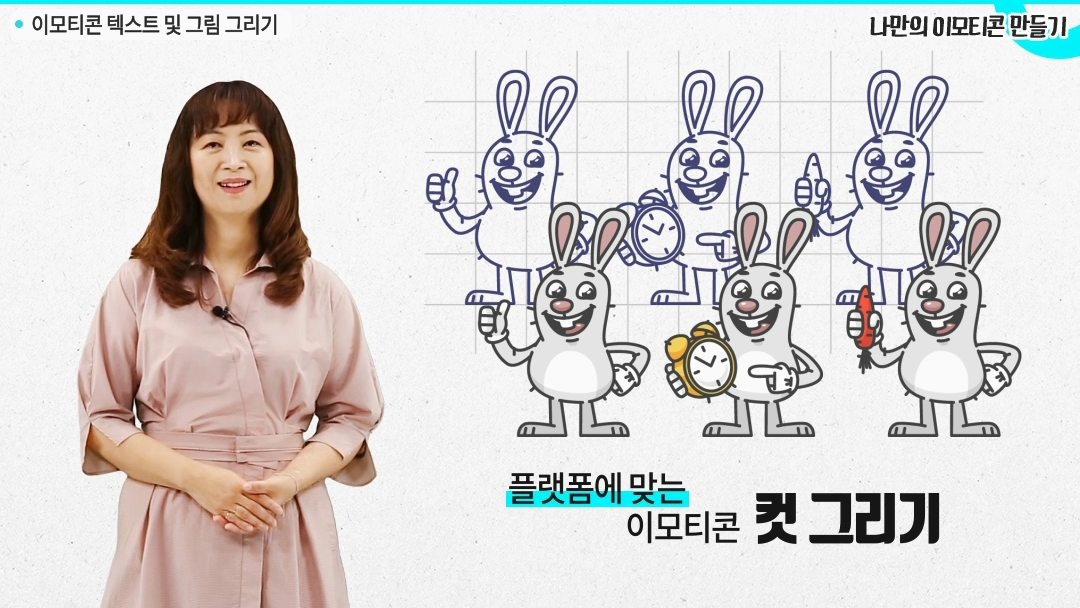 이모티콘 텍스트 및 그림 그리기
나만의 이모티콘 만들기
플랫폼에 맞는
이모티콘 컷 그리기